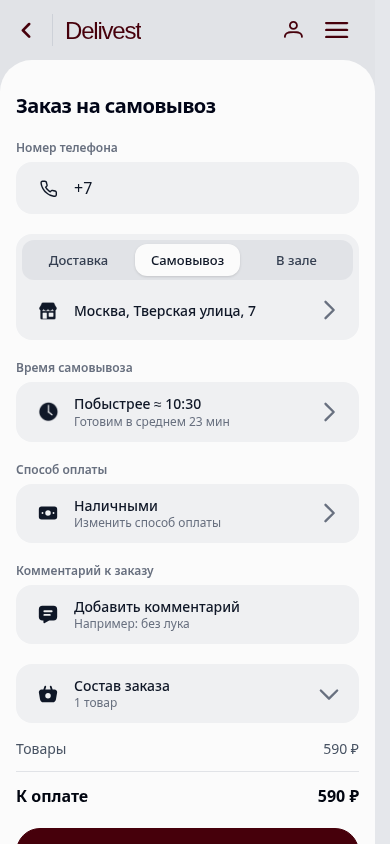 Delivest
Заказ на самовывоз
Номер телефона
+7
Доставка
Самовывоз
В зале
Москва, Тверская улица, 7
Время самовывоза
Побыстрее ≈ 10:30
Готовим в среднем 23 мин
Способ оплаты
Наличными
Изменить способ оплаты
Комментарий к заказу
Добавить комментарий
Например: без лука
Состав заказа
1 товар
Товары 590 ₽
К оплате 590 ₽